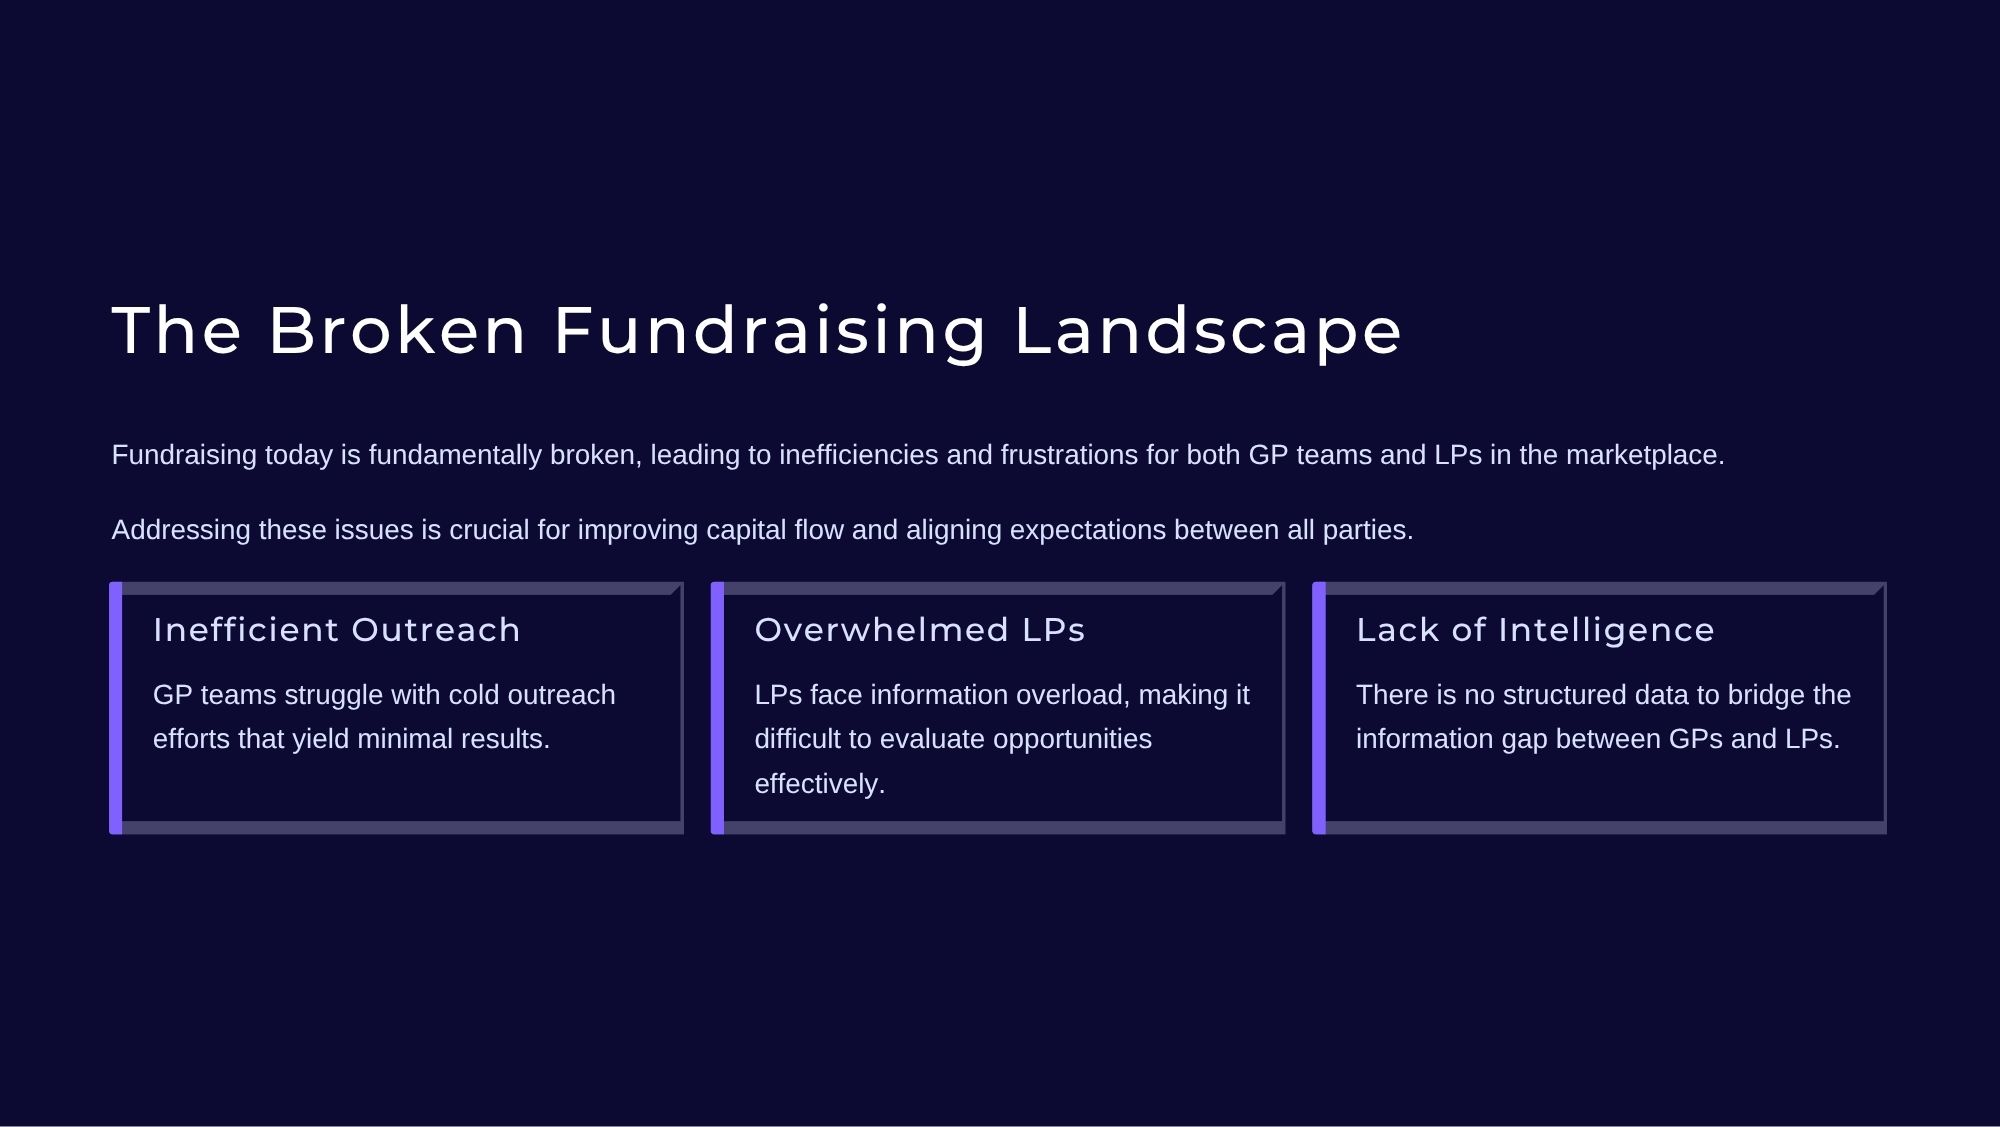 The Broken Fundraising Landscape
Fundraising today is fundamentally broken, leading to inefficiencies and frustrations for both GP teams and LPs in the marketplace.
Addressing these issues is crucial for improving capital flow and aligning expectations between all parties.
Inefficient Outreach
GP teams struggle with cold outreach
efforts that yield minimal results.
Overwhelmed LPs
LPs face information overload, making it
difficult to evaluate opportunities
effectively.
Lack of Intelligence
There is no structured data to bridge the
information gap between GPs and LPs.